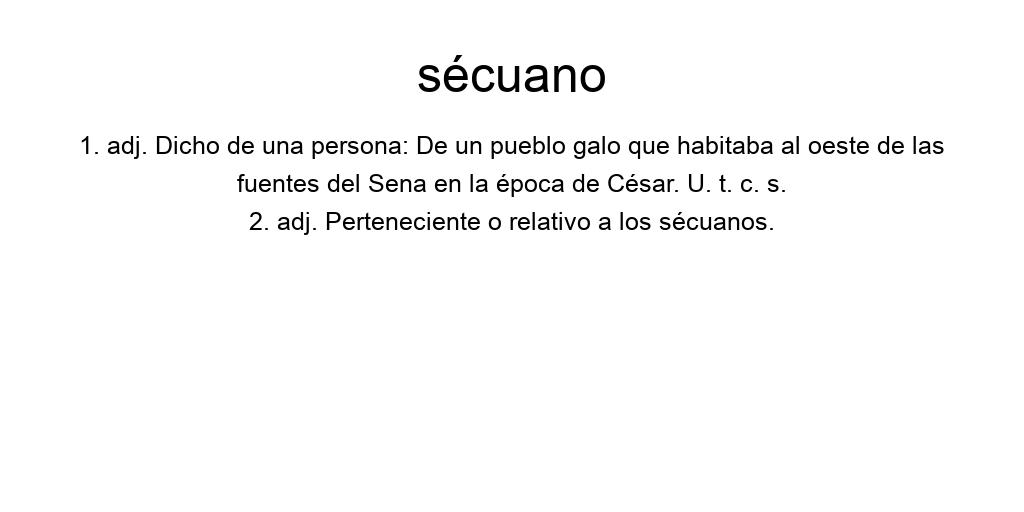 sécuano
1. adj. Dicho de una persona: De un pueblo galo que habitaba al oeste de las
fuentes del Sena en la época de César. U. t. c. s.
2. adj. Perteneciente o relativo a los sécuanos.